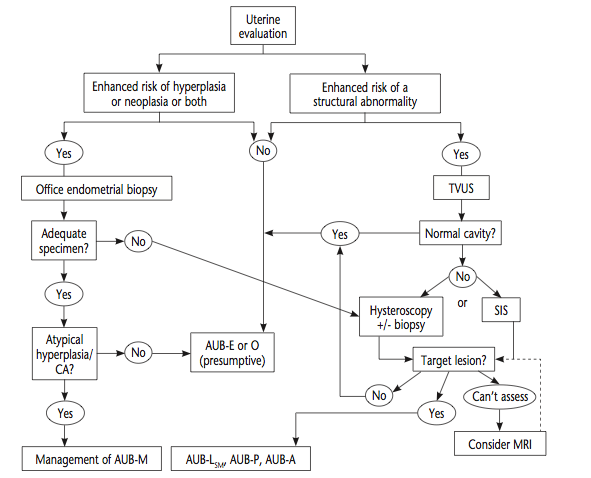 Uterine
evaluation
Enhanced risk of hyperplasia
or neoplasia or both
Enhanced risk of a
structural abnormality
Yes
No
Yes
Office endometrial biopsy
TVUS
Adequate
specimen?
No
Yes
Normal cavity?
No
or
Yes
Hysteroscopy
+/- biopsy
SIS
Atypical
hyperplasia/
CA?
No
AUB-E or O
(presumptive)
Target lesion?
No
Yes
Can't assess
Yes
Management of AUB-M
AUB-LSM, AUB-P, AUB-A
Consider MRI